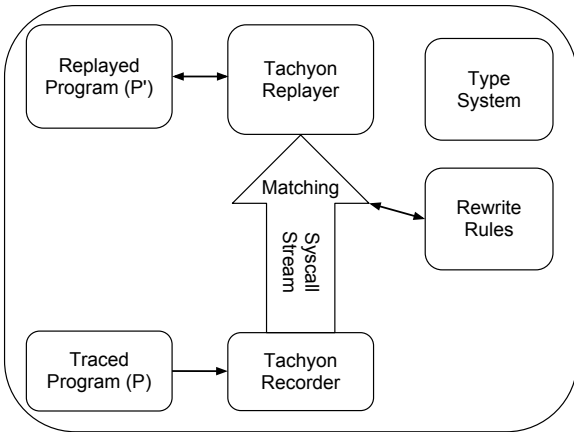 Replayed
Program (P')
Tachyon
Replayer
Type
System
Matching
Rewrite
Rules
Syscall
Stream
Traced
Program (P)
Tachyon
Recorder